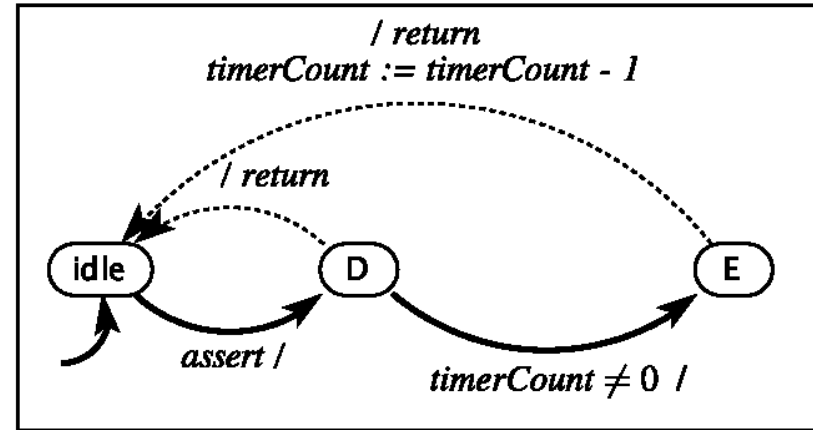 / return
timerCount := timerCount - 1
/ return
idle
D
E
assert /
timerCount ≠ 0 /